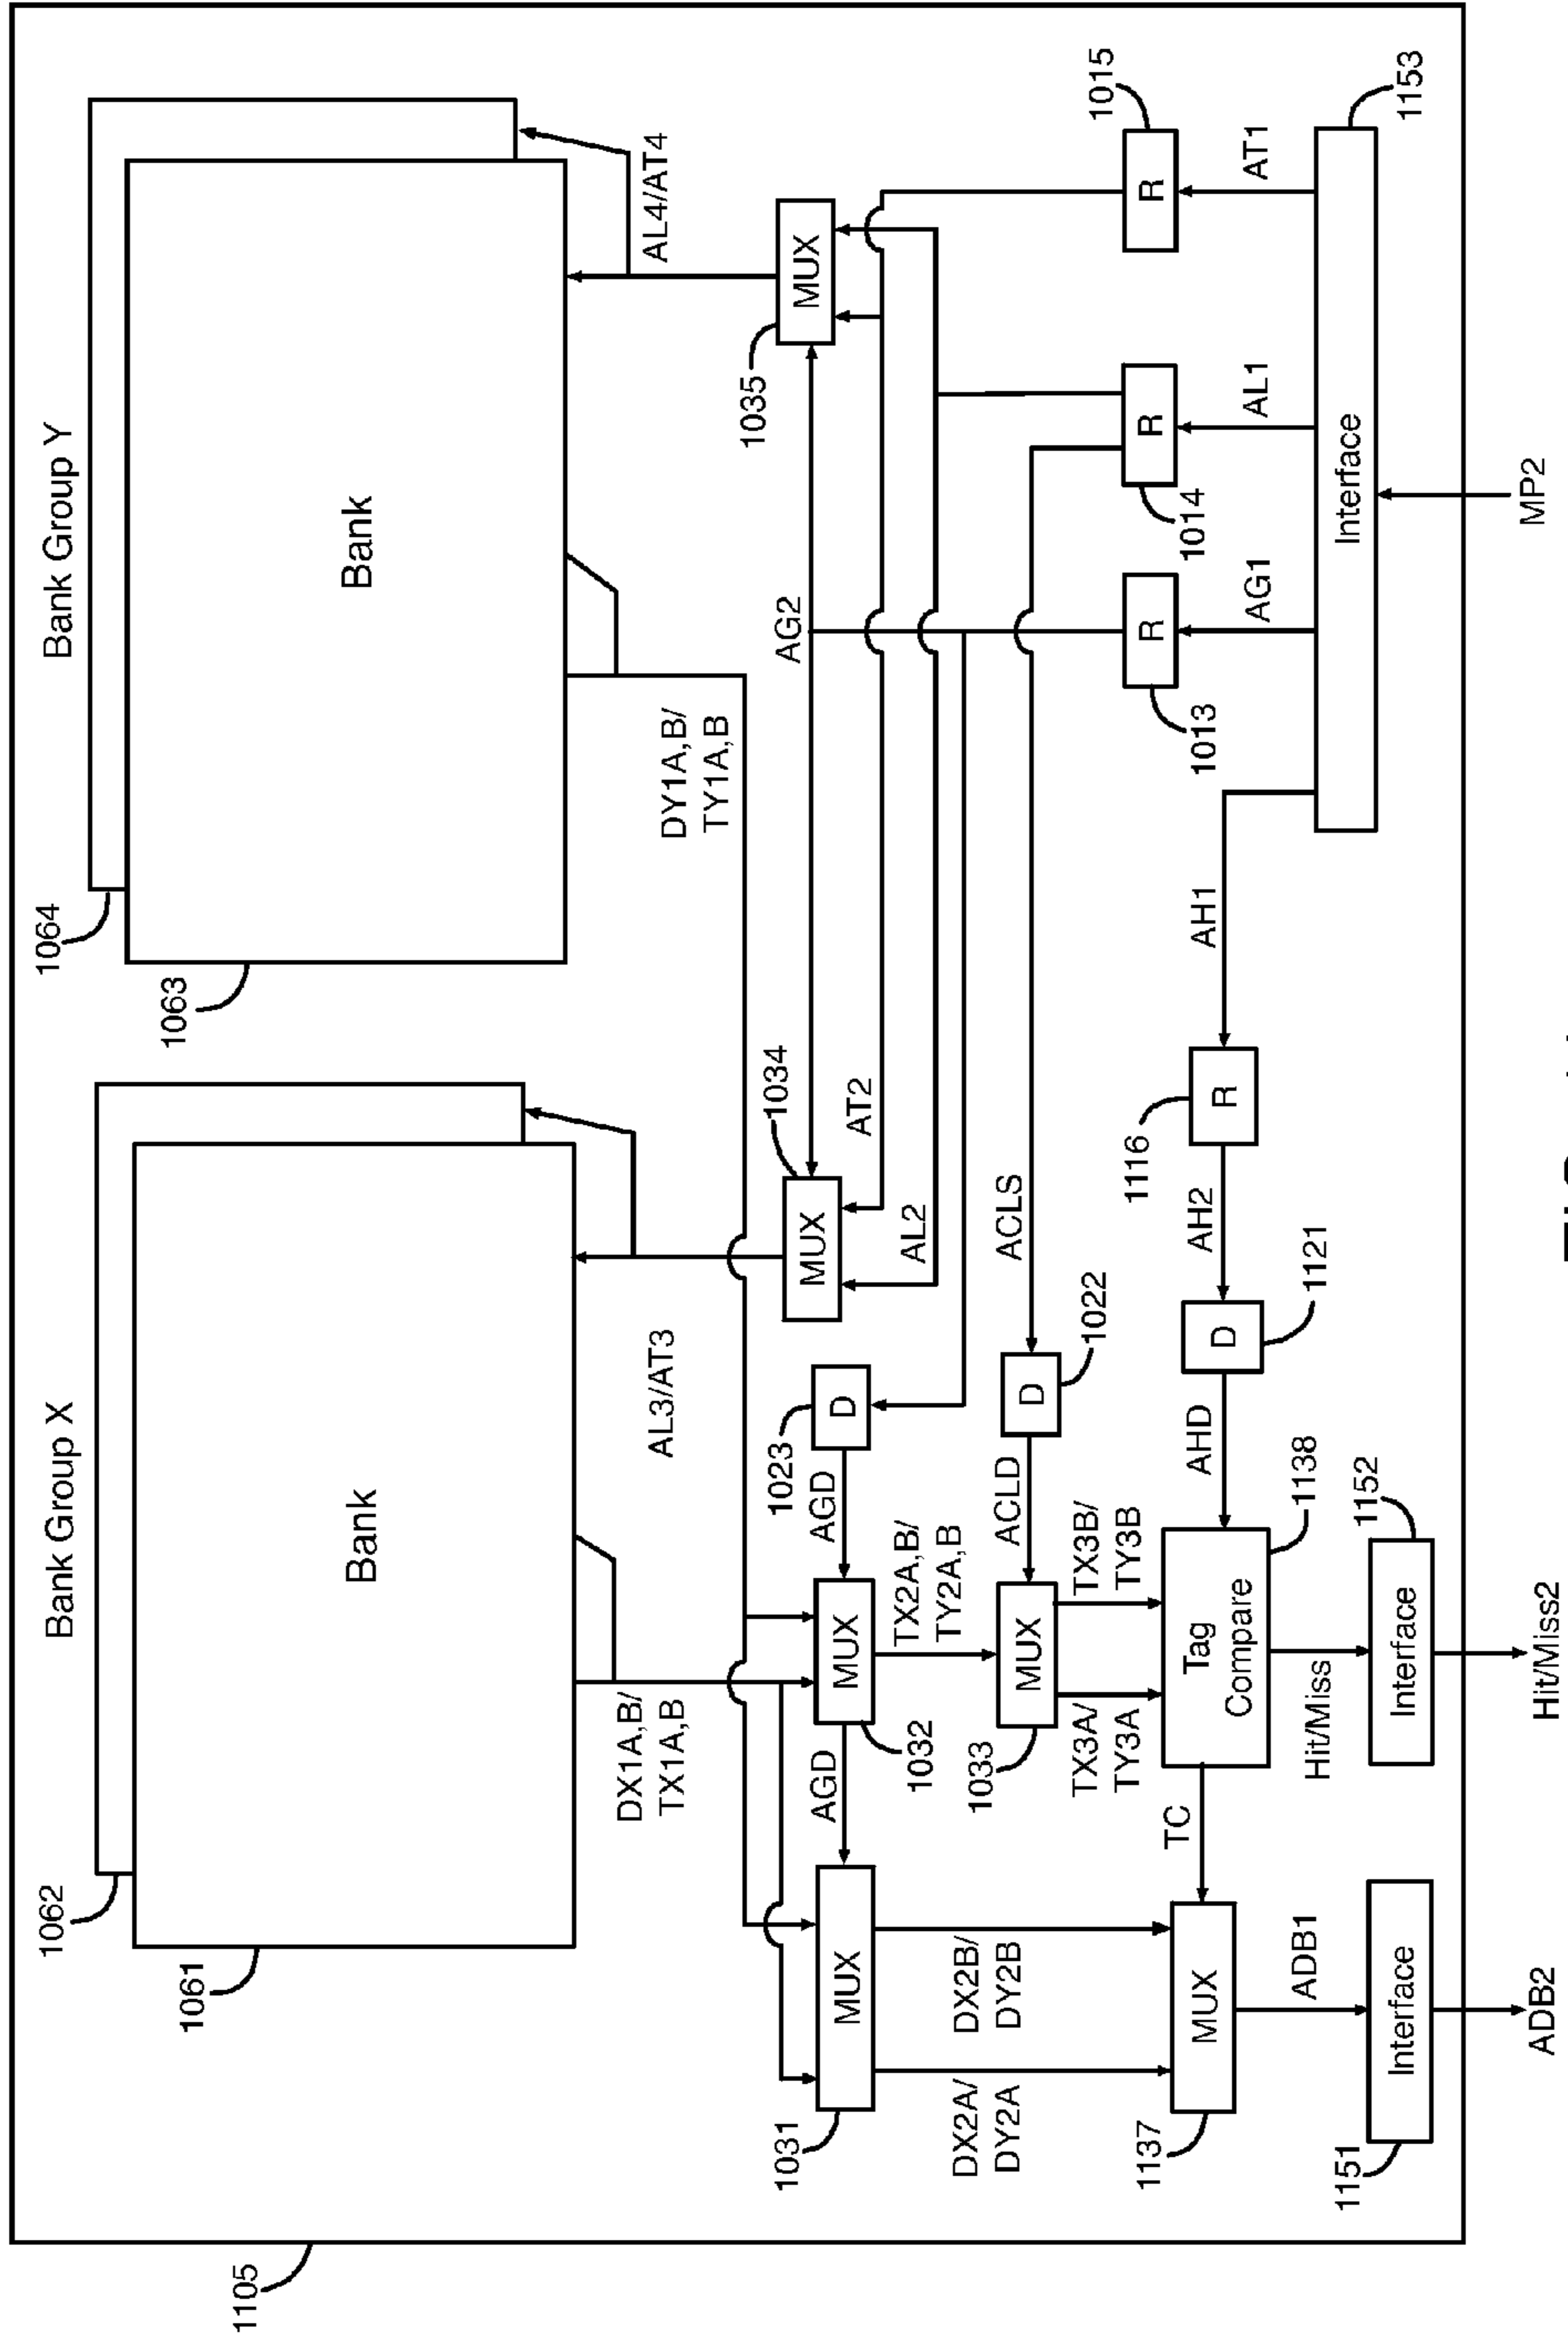 1105
Bank Group X
1062
1061
Bank
Bank Group Y
1064
1063
Bank
DX1A,B/
TX1A,B
AL3/AT3
DY1A,B/
TY1A,B
AL4/AT4
1031
MUX
AGD
1032
MUX
AGD
1023
D
1034
MUX
AG2
1035
MUX
AT2
AL2
DX2A/
DY2A
DX2B/
DY2B
TX2A,B/
TY2A,B
1033
MUX
ACLD
D
1022
ACLS
TX3A/
TY3A
TX3B/
TY3B
1013
R
1014
R
1015
R
1137
MUX
TC
Tag
Compare
1138
AHD
D
1121
AH2
1116
R
AH1
AG1
AL1
AT1
ADB1
Hit/Miss
1151
Interface
1152
Interface
Interface
1153
ADB2
Hit/Miss2
MP2